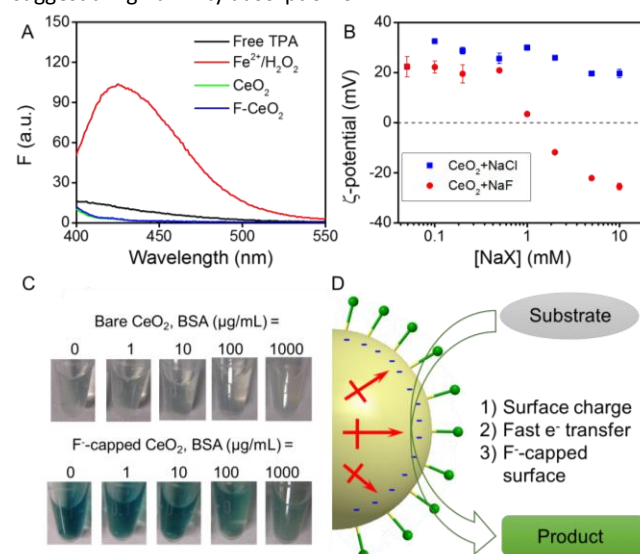 A
Free TPA
Fe²⁺/H₂O₂
CeO₂
F-CeO₂
150
120
90
60
30
0
F (a.u.)
400
450
500
550
Wavelength (nm)
B
40
20
0
-20
-40
ζ-potential (mV)
CeO₂+NaCl
CeO₂+NaF
0.1
1
10
[NaX] (mM)
C
Bare CeO₂, BSA (µg/mL) =
0 1 10 100 1000
F⁻-capped CeO₂, BSA (µg/mL) =
0 1 10 100 1000
D
Substrate
1) Surface charge
2) Fast e⁻ transfer
3) F⁻-capped
surface
Product